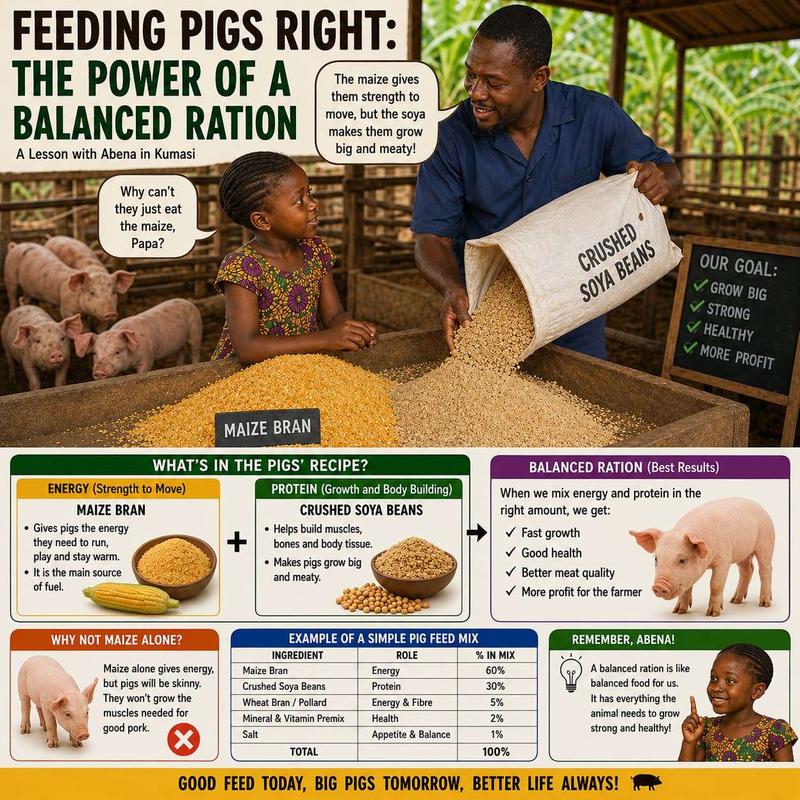 FEEDING PIGS RIGHT:
THE POWER OF A
BALANCED RATION
A Lesson with Abena in Kumasi
The maize gives
them strength to
move, but the soya
makes them grow
big and meaty!
Why can't
they just eat
the maize,
Papa?
CRUSHED
SOYA BEANS
OUR GOAL:
✓ GROW BIG
✓ STRONG
✓ HEALTHY
✓ MORE PROFIT
MAIZE BRAN
WHAT'S IN THE PIGS' RECIPE?
ENERGY (Strength to Move)
MAIZE BRAN
• Gives pigs the energy
they need to run,
play and stay warm.
• It is the main source
of fuel.
+
PROTEIN (Growth and Body Building)
CRUSHED SOYA BEANS
• Helps build muscles,
bones and body tissue.
• Makes pigs grow big
and meaty.
BALANCED RATION (Best Results)
When we mix energy and protein in the
right amount, we get:
✓ Fast growth
✓ Good health
✓ Better meat quality
✓ More profit for the farmer
WHY NOT MAIZE ALONE?
Maize alone gives energy,
but pigs will be skinny.
They won't grow the
muscles needed for
good pork.
EXAMPLE OF A SIMPLE PIG FEED MIX
INGREDIENT ROLE % IN MIX
Maize Bran Energy 60%
Crushed Soya Beans Protein 30%
Wheat Bran / Pollard Energy & Fibre 5%
Mineral & Vitamin Premix Health 2%
Salt Appetite & Balance 1%
TOTAL 100%
REMEMBER, ABENA!
A balanced ration is like
balanced food for us.
It has everything the
animal needs to grow
strong and healthy!
GOOD FEED TODAY, BIG PIGS TOMORROW, BETTER LIFE ALWAYS!